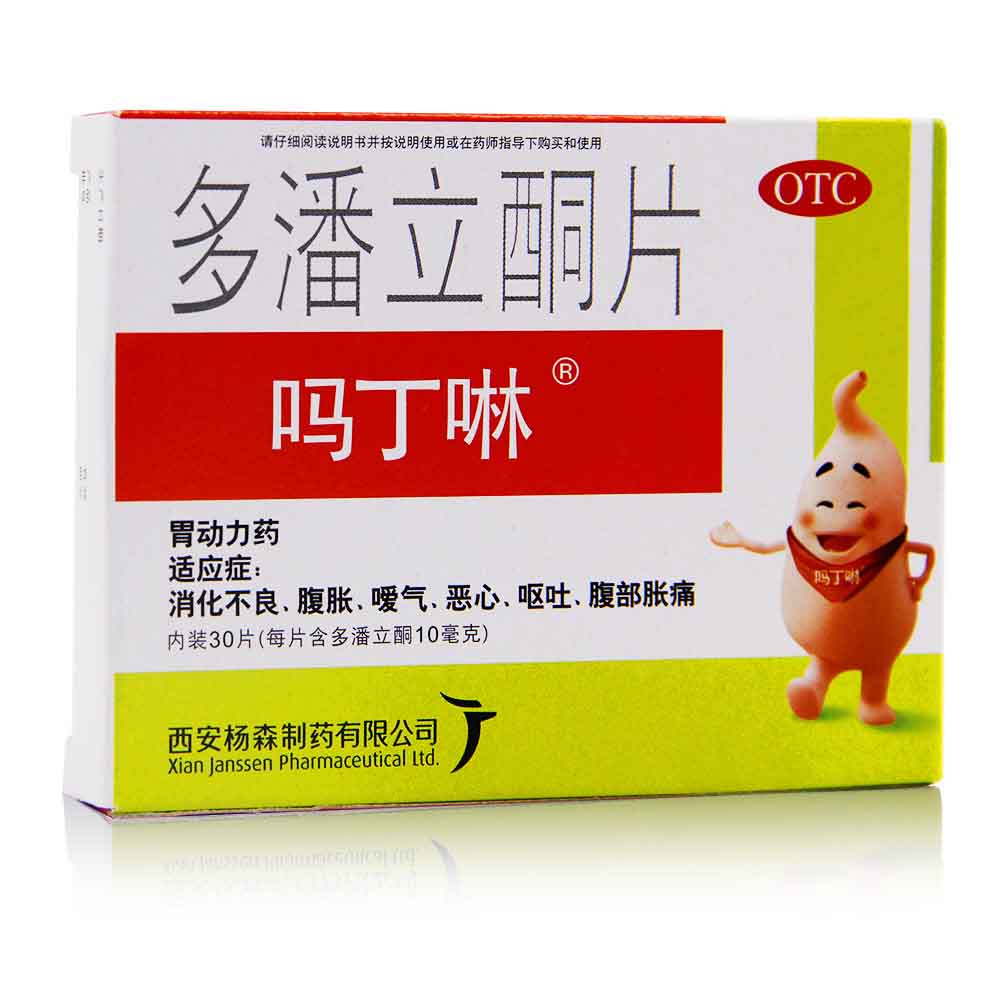 请仔细阅读说明书并按说明使用或在药师指导下购买和使用
多潘立酮片
OTC
吗丁啉®
胃动力药
适应症：
消化不良、腹胀、嗳气、恶心、呕吐、腹部胀痛
内装30片(每片含多潘立酮10毫克)
吗丁啉
西安杨森制药有限公司
Xian Janssen Pharmaceutical Ltd.